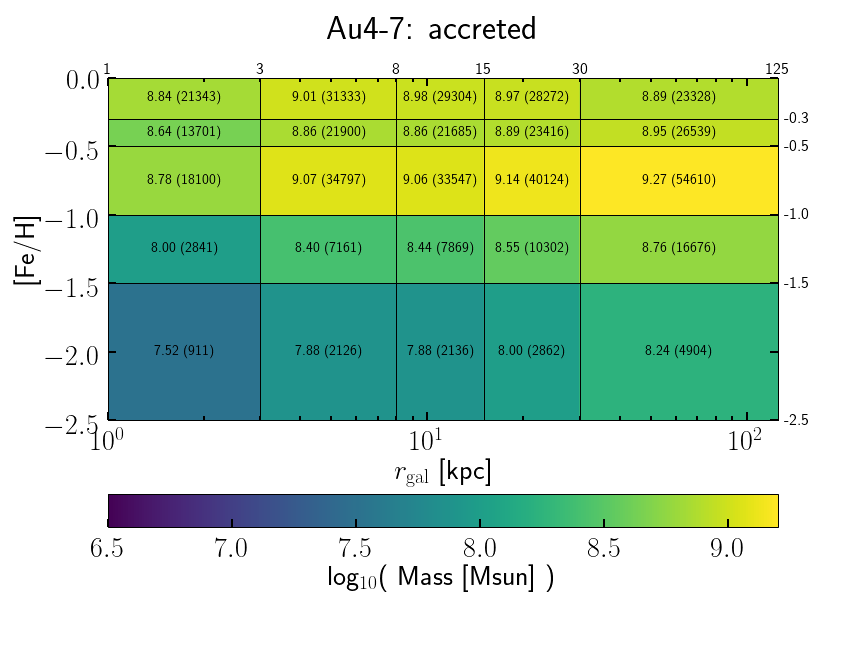 Au4-7: accreted
1 3 8 15 30 125
0.0 8.84 (21343) 9.01 (31333) 8.98 (29304) 8.97 (28272) 8.89 (23328)
-0.3
8.64 (13701) 8.86 (21900) 8.86 (21685) 8.89 (23416) 8.95 (26539)
−0.5 -0.5
8.78 (18100) 9.07 (34797) 9.06 (33547) 9.14 (40124) 9.27 (54610)
−1.0 -1.0
[Fe/H]
8.00 (2841) 8.40 (7161) 8.44 (7869) 8.55 (10302) 8.76 (16676)
−1.5 -1.5
−2.0 7.52 (911) 7.88 (2126) 7.88 (2136) 8.00 (2862) 8.24 (4904)
−2.5 -2.5
10⁰ 10¹ 10²
r_gal [kpc]
6.5 7.0 7.5 8.0 8.5 9.0
log₁₀( Mass [Msun] )